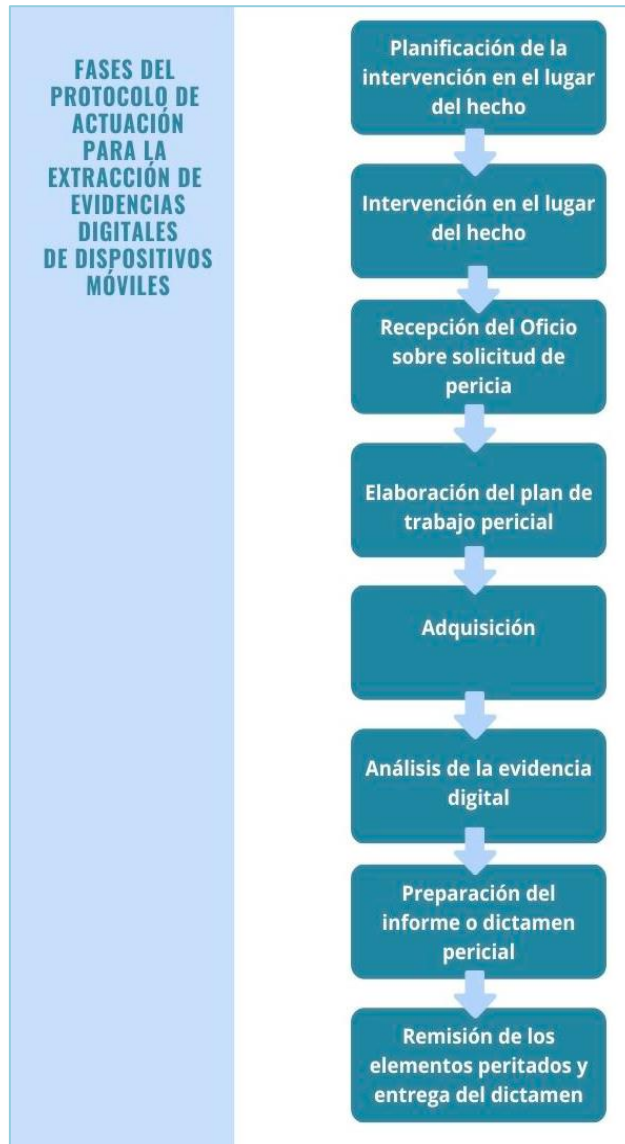 FASES DEL
PROTOCOLO DE
ACTUACIÓN
PARA LA
EXTRACCIÓN DE
EVIDENCIAS
DIGITALES
DE DISPOSITIVOS
MÓVILES
Planificación de la
intervención en el lugar
del hecho
Intervención en el lugar
del hecho
Recepción del Oficio
sobre solicitud de
pericia
Elaboración del plan de
trabajo pericial
Adquisición
Análisis de la evidencia
digital
Preparación del
informe o dictamen
pericial
Remisión de los
elementos peritados y
entrega del dictamen